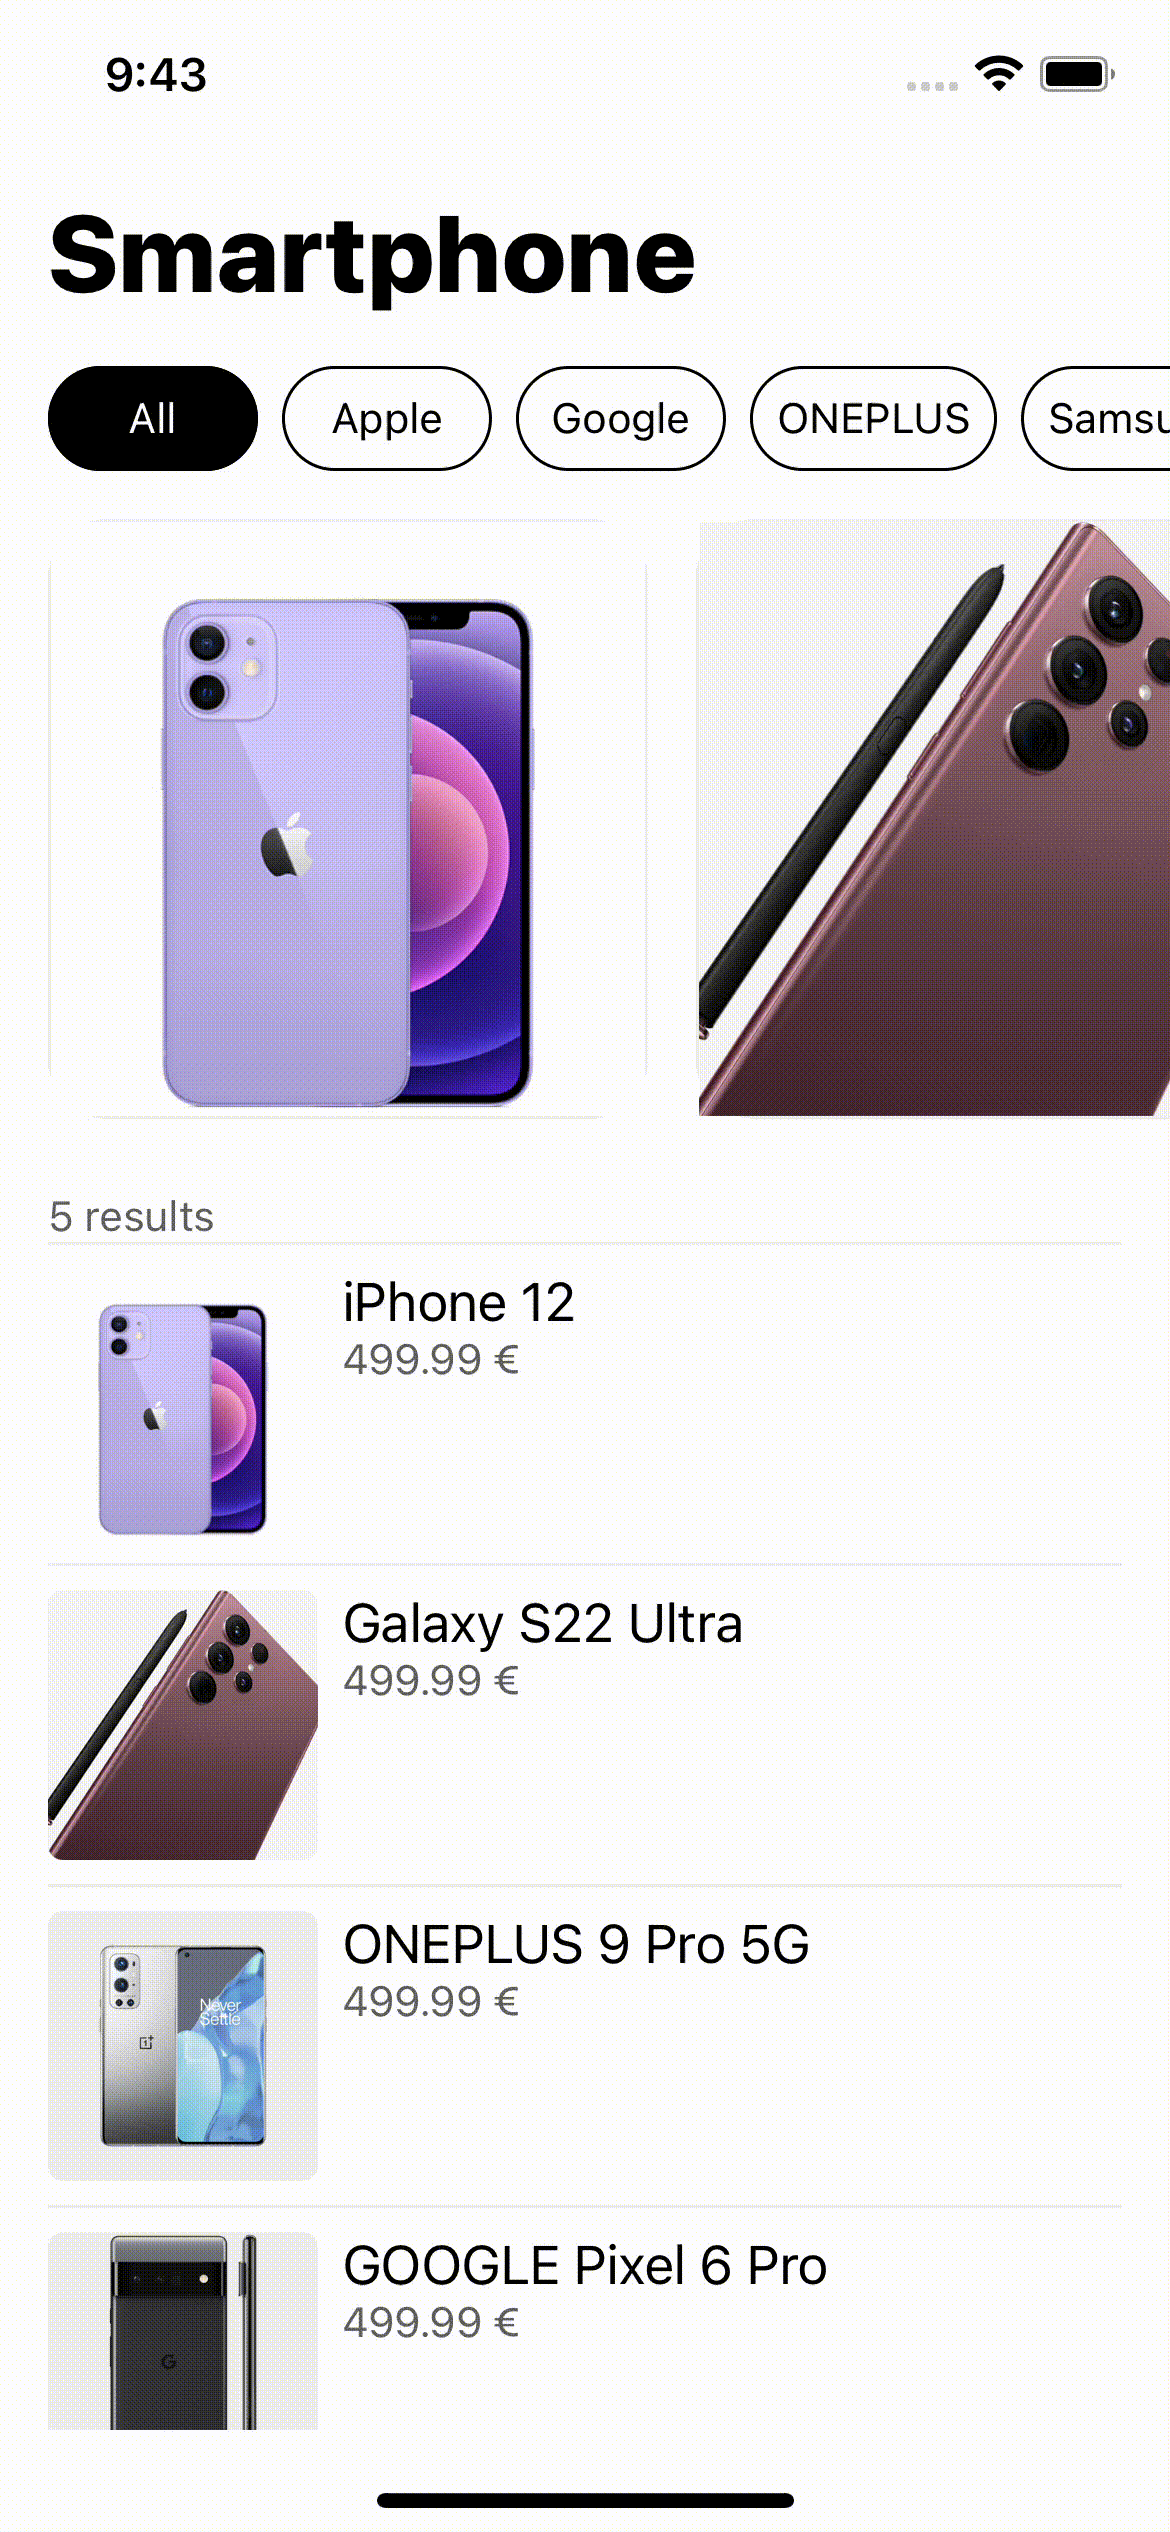 9:43
Smartphone
All Apple Google ONEPLUS Samsu
5 results
iPhone 12
499.99 €
Galaxy S22 Ultra
499.99 €
Never
Settle
ONEPLUS 9 Pro 5G
499.99 €
GOOGLE Pixel 6 Pro
499.99 €